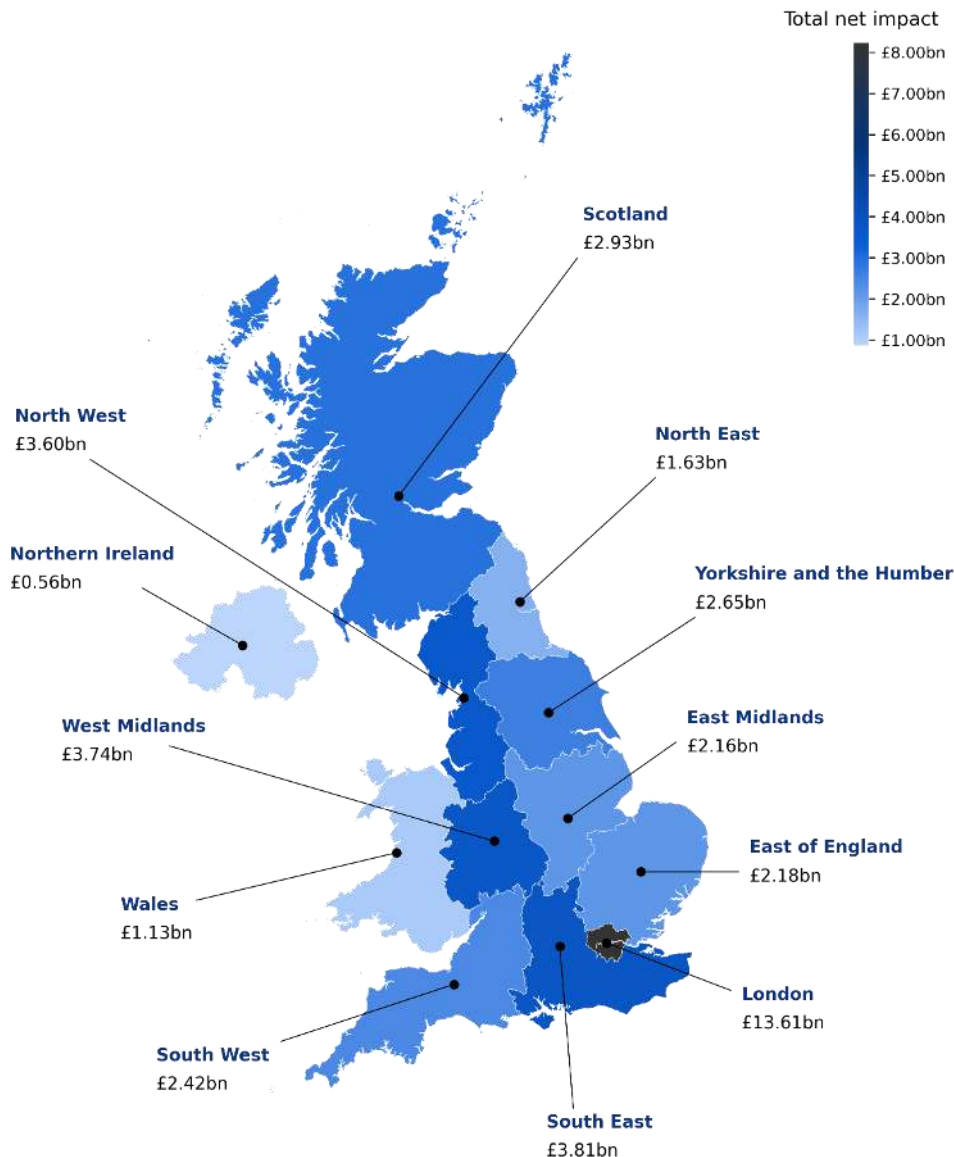 Total net impact
£8.00bn
£7.00bn
£6.00bn
£5.00bn
£4.00bn
£3.00bn
£2.00bn
£1.00bn
Scotland
£2.93bn
North West
£3.60bn
North East
£1.63bn
Northern Ireland
£0.56bn
Yorkshire and the Humber
£2.65bn
West Midlands
£3.74bn
East Midlands
£2.16bn
East of England
£2.18bn
Wales
£1.13bn
London
£13.61bn
South West
£2.42bn
South East
£3.81bn